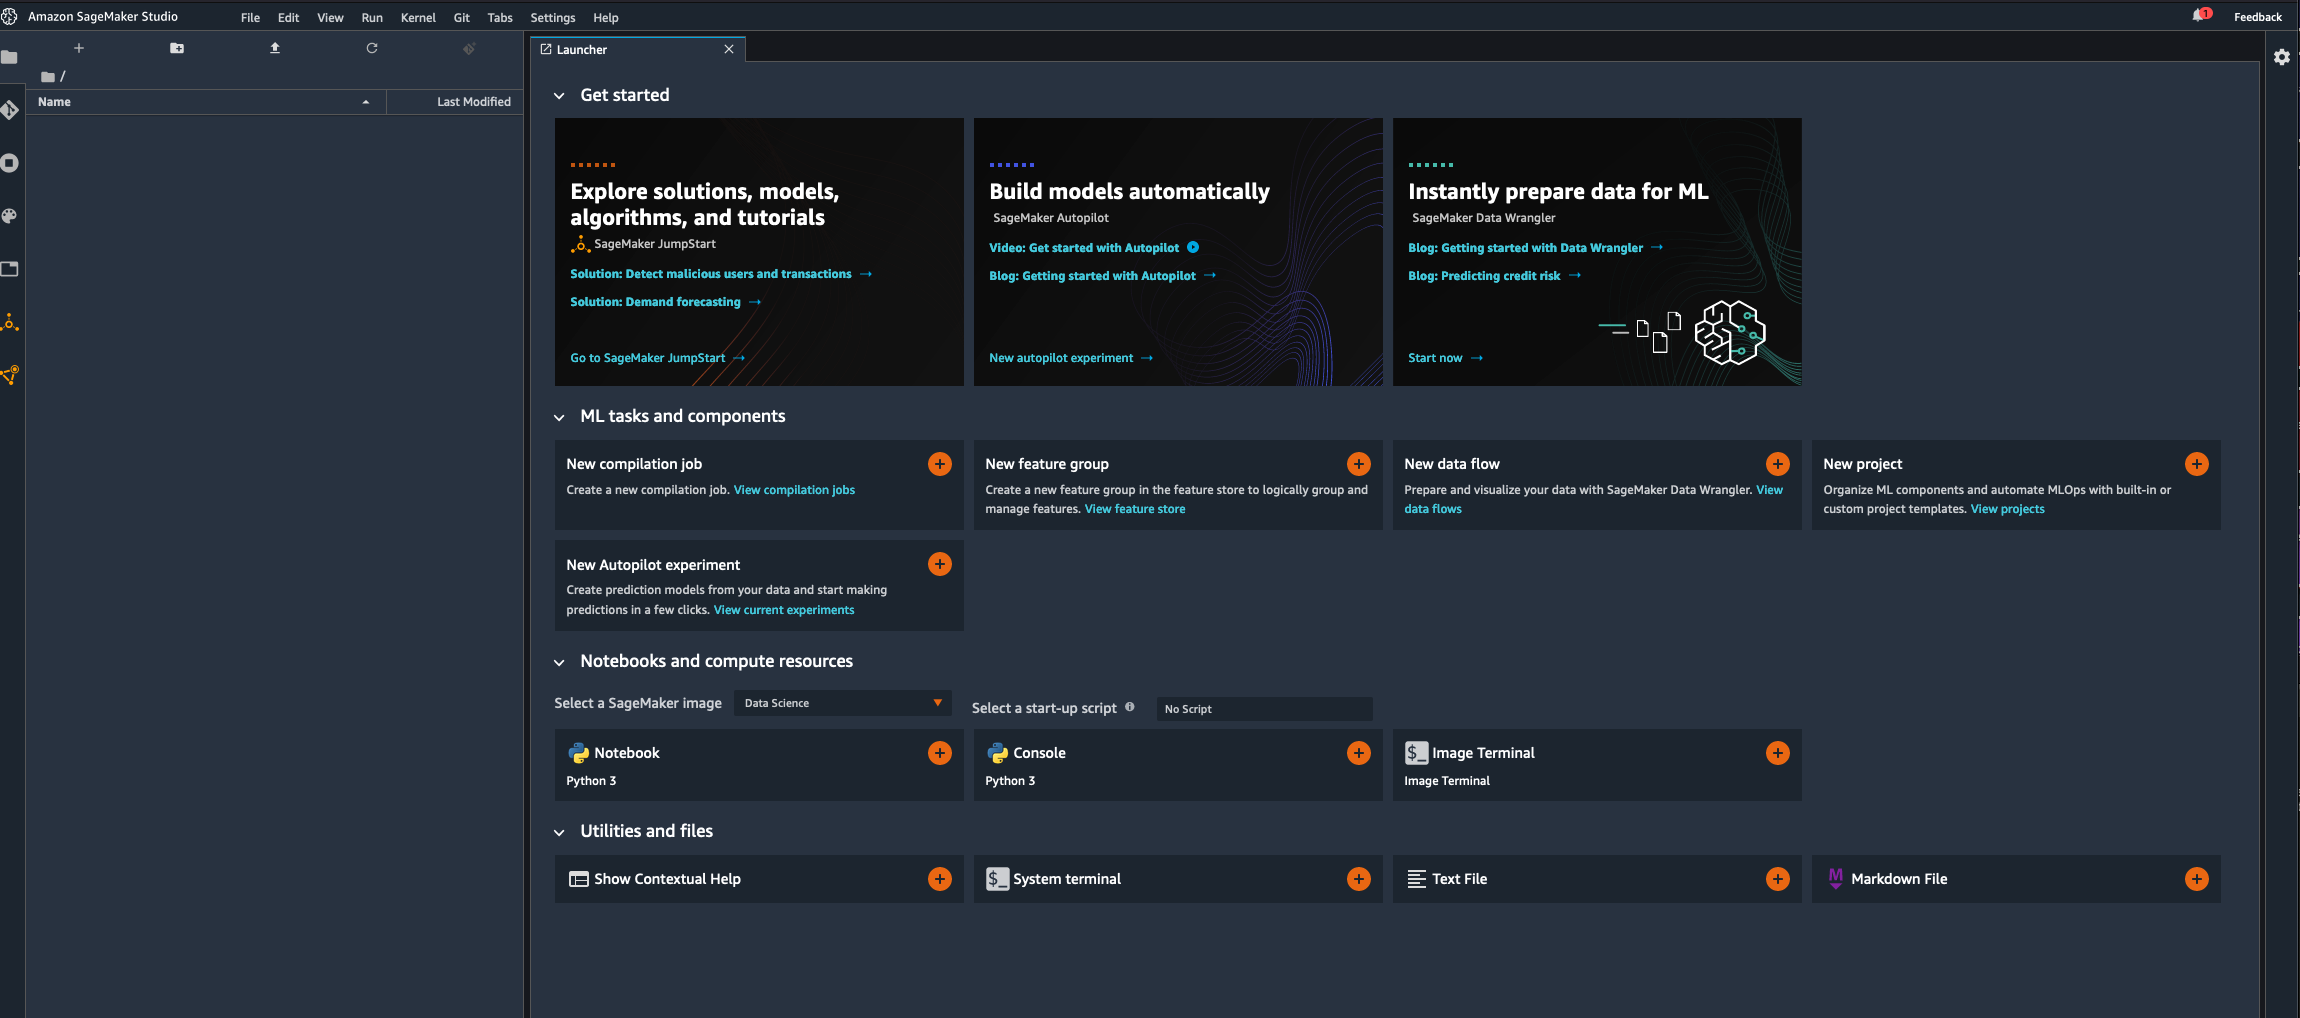 Amazon SageMaker Studio
File Edit View Run Kernel Git Tabs Settings Help
1
Feedback
/
Name
Last Modified
Launcher
Get started
Explore solutions, models,
algorithms, and tutorials
SageMaker JumpStart
Solution: Detect malicious users and transactions
Solution: Demand forecasting
Go to SageMaker JumpStart
Build models automatically
SageMaker Autopilot
Video: Get started with Autopilot
Blog: Getting started with Autopilot
New autopilot experiment
Instantly prepare data for ML
SageMaker Data Wrangler
Blog: Getting started with Data Wrangler
Blog: Predicting credit risk
Start now
ML tasks and components
New compilation job
Create a new compilation job. View compilation jobs
New feature group
Create a new feature group in the feature store to logically group and
manage features. View feature store
New data flow
Prepare and visualize your data with SageMaker Data Wrangler. View
data flows
New project
Organize ML components and automate MLOps with built-in or
custom project templates. View projects
New Autopilot experiment
Create prediction models from your data and start making
predictions in a few clicks. View current experiments
Notebooks and compute resources
Select a SageMaker image
Data Science
Select a start-up script
No Script
Notebook
Python 3
Console
Python 3
$_ Image Terminal
Image Terminal
Utilities and files
Show Contextual Help
$_ System terminal
Text File
M Markdown File